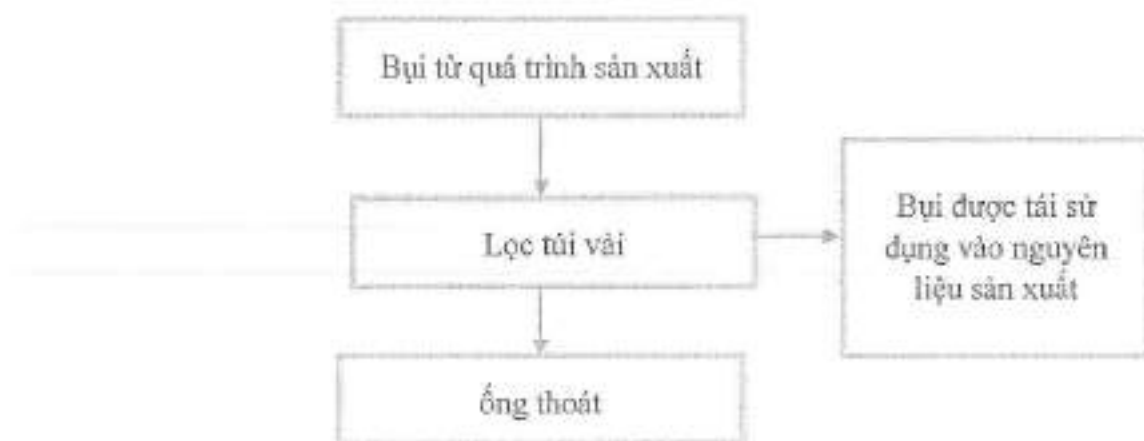 Bụi từ quá trình sản xuất
Lọc túi vải
Bụi được tái sử
dụng vào nguyên
liệu sản xuất
ống thoát